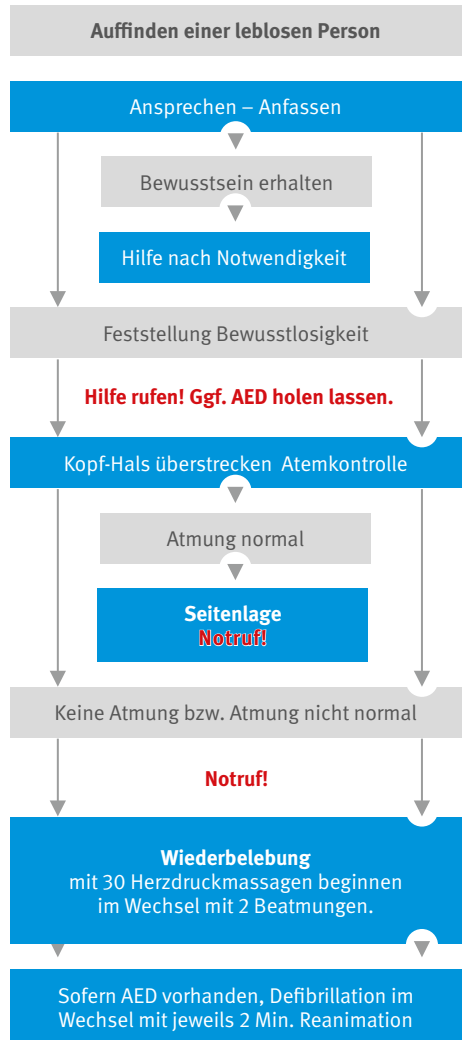 Auffinden einer leblosen Person
Ansprechen – Anfassen
Bewusstsein erhalten
Hilfe nach Notwendigkeit
Feststellung Bewusstlosigkeit
Hilfe rufen! Ggf. AED holen lassen.
Kopf-Hals überstrecken Atemkontrolle
Atmung normal
Seitenlage
Notruf!
Keine Atmung bzw. Atmung nicht normal
Notruf!
Wiederbelebung
mit 30 Herzdruckmassagen beginnen
im Wechsel mit 2 Beatmungen.
Sofern AED vorhanden, Defibrillation im
Wechsel mit jeweils 2 Min. Reanimation